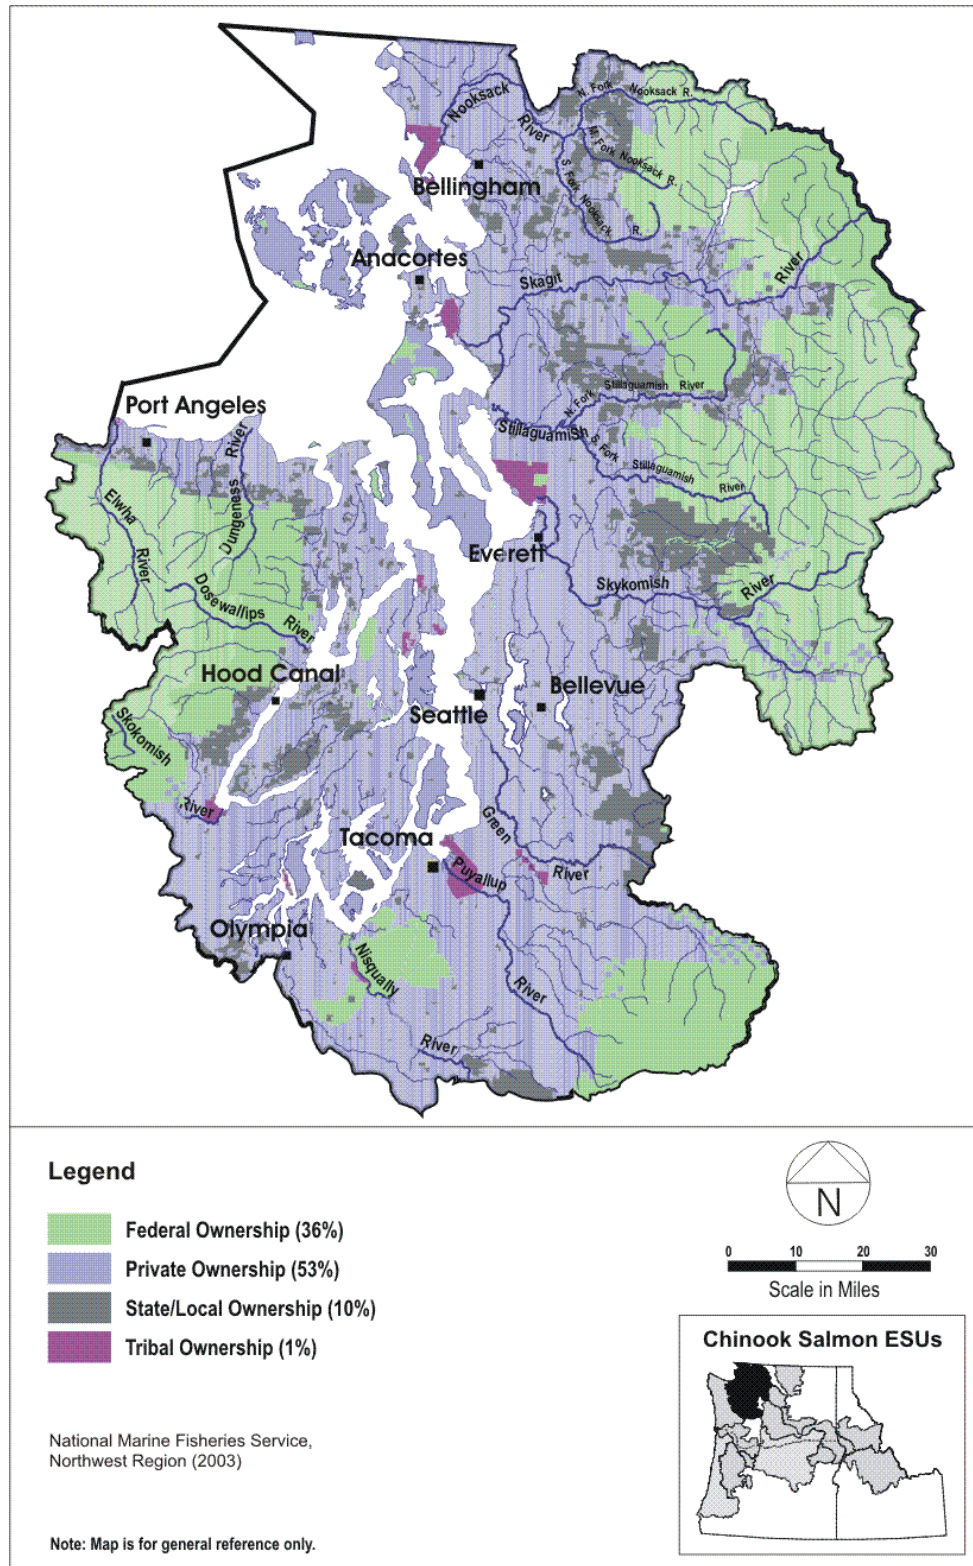 Nooksack
River
N. Fork
Nooksack R.
M. Fork Nooksack R.
S. Fork Nooksack
R.
Bellingham
Anacortes
Skagit
River
Port Angeles
N. Fork
Stillaguamish River
Stillaguamish
S. Fork
Stillaguamish
River
Elwha
River
Dungenass
River
Everett
Skykomish
River
Dosewallips
River
Hood Canal
Bellevue
Seattle
Skokomish
River
Tacoma
Green
River
Puyallup
River
Olympia
Nisqually
River
Legend
Federal Ownership (36%)
Private Ownership (53%)
State/Local Ownership (10%)
Tribal Ownership (1%)
N
0 10 20 30
Scale in Miles
Chinook Salmon ESUs
National Marine Fisheries Service,
Northwest Region (2003)
Note: Map is for general reference only.